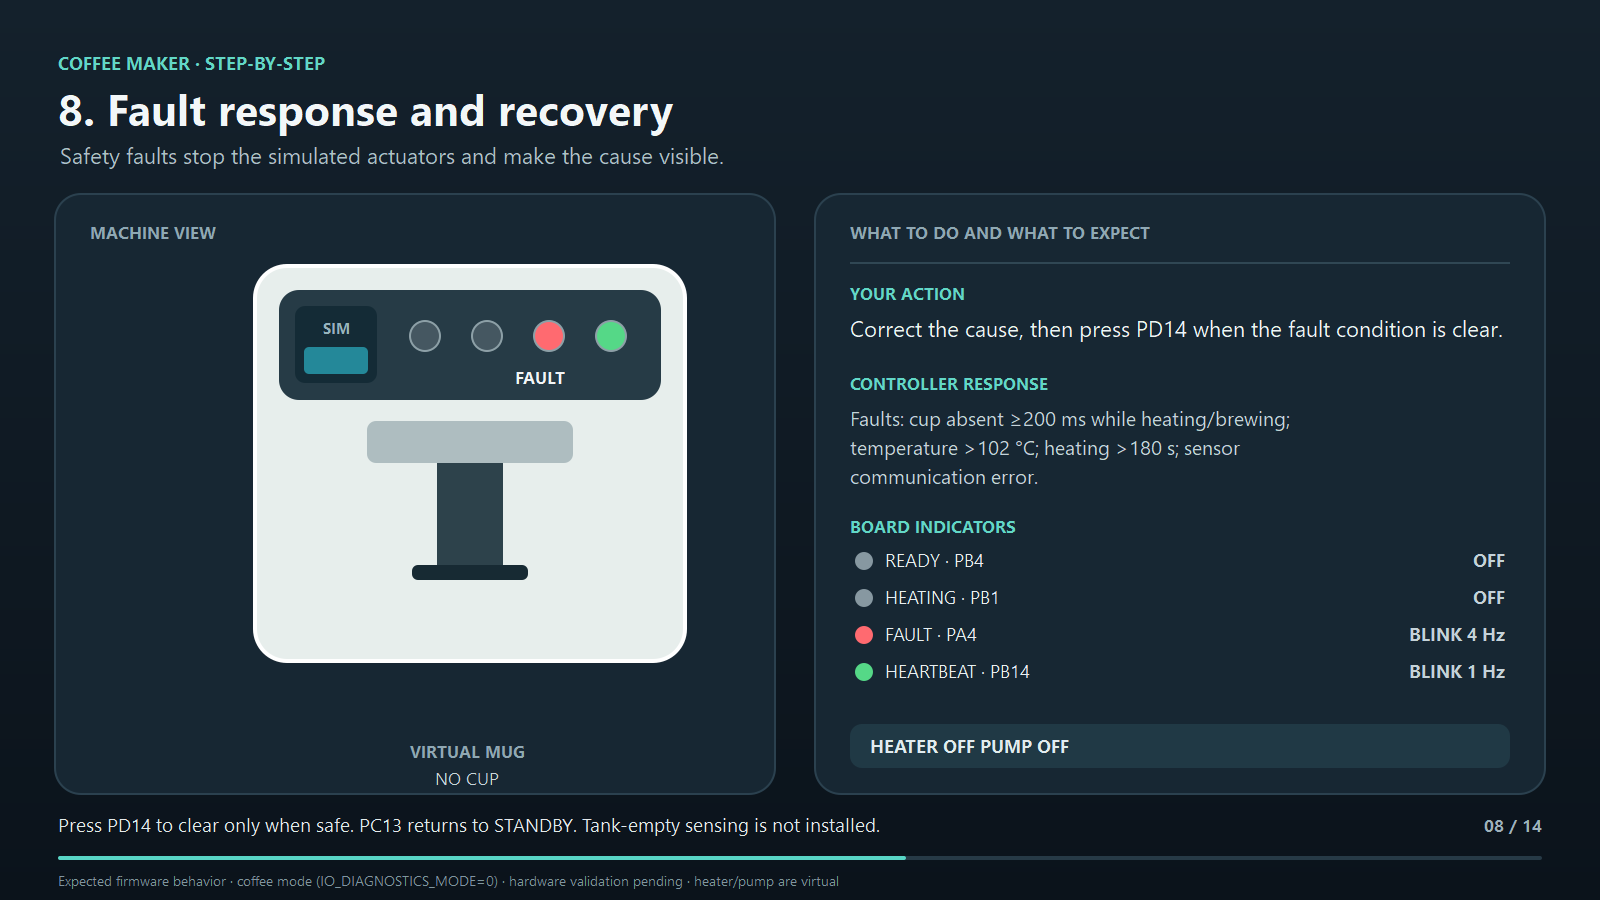 COFFEE MAKER · STEP-BY-STEP
8. Fault response and recovery
Safety faults stop the simulated actuators and make the cause visible.
MACHINE VIEW
SIM
FAULT
VIRTUAL MUG
NO CUP
WHAT TO DO AND WHAT TO EXPECT
YOUR ACTION
Correct the cause, then press PD14 when the fault condition is clear.
CONTROLLER RESPONSE
Faults: cup absent ≥200 ms while heating/brewing;
temperature >102 °C; heating >180 s; sensor
communication error.
BOARD INDICATORS
READY · PB4 OFF
HEATING · PB1 OFF
FAULT · PA4 BLINK 4 Hz
HEARTBEAT · PB14 BLINK 1 Hz
HEATER OFF PUMP OFF
Press PD14 to clear only when safe. PC13 returns to STANDBY. Tank-empty sensing is not installed.
08 / 14
Expected firmware behavior · coffee mode (IO_DIAGNOSTICS_MODE=0) · hardware validation pending · heater/pump are virtual